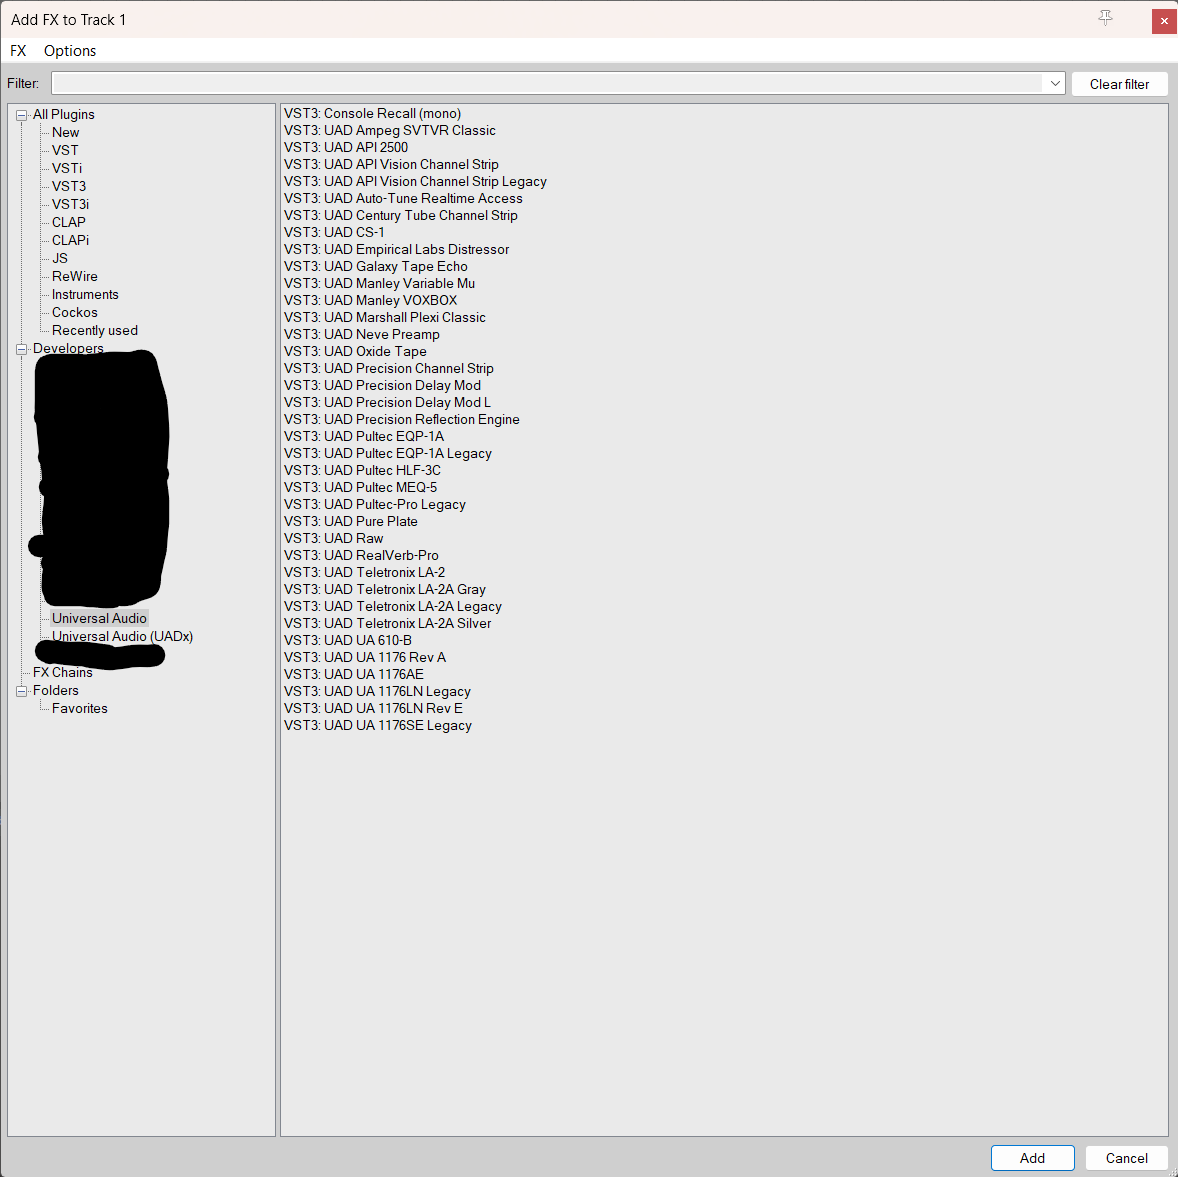 Add FX to Track 1
FX Options
Filter:
Clear filter
All Plugins
New
VST
VSTi
VST3
VST3i
CLAP
CLAPi
JS
ReWire
Instruments
Cockos
Recently used
Developers
Universal Audio
Universal Audio (UADx)
FX Chains
Folders
Favorites
VST3: Console Recall (mono)
VST3: UAD Ampeg SVTVR Classic
VST3: UAD API 2500
VST3: UAD API Vision Channel Strip
VST3: UAD API Vision Channel Strip Legacy
VST3: UAD Auto-Tune Realtime Access
VST3: UAD Century Tube Channel Strip
VST3: UAD CS-1
VST3: UAD Empirical Labs Distressor
VST3: UAD Galaxy Tape Echo
VST3: UAD Manley Variable Mu
VST3: UAD Manley VOXBOX
VST3: UAD Marshall Plexi Classic
VST3: UAD Neve Preamp
VST3: UAD Oxide Tape
VST3: UAD Precision Channel Strip
VST3: UAD Precision Delay Mod
VST3: UAD Precision Delay Mod L
VST3: UAD Precision Reflection Engine
VST3: UAD Pultec EQP-1A
VST3: UAD Pultec EQP-1A Legacy
VST3: UAD Pultec HLF-3C
VST3: UAD Pultec MEQ-5
VST3: UAD Pultec-Pro Legacy
VST3: UAD Pure Plate
VST3: UAD Raw
VST3: UAD RealVerb-Pro
VST3: UAD Teletronix LA-2
VST3: UAD Teletronix LA-2A Gray
VST3: UAD Teletronix LA-2A Legacy
VST3: UAD Teletronix LA-2A Silver
VST3: UAD UA 610-B
VST3: UAD UA 1176 Rev A
VST3: UAD UA 1176AE
VST3: UAD UA 1176LN Legacy
VST3: UAD UA 1176LN Rev E
VST3: UAD UA 1176SE Legacy
Add
Cancel